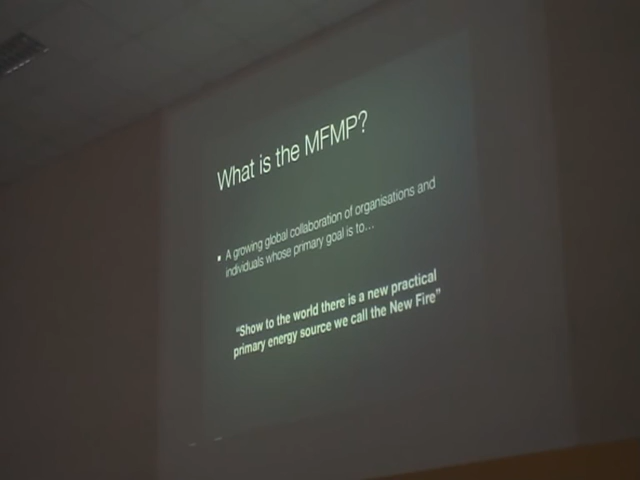 What is the MFMP?
▪ A growing global collaboration of organisations and
individuals whose primary goal is to...
“Show to the world there is a new practical
primary energy source we call the New Fire”